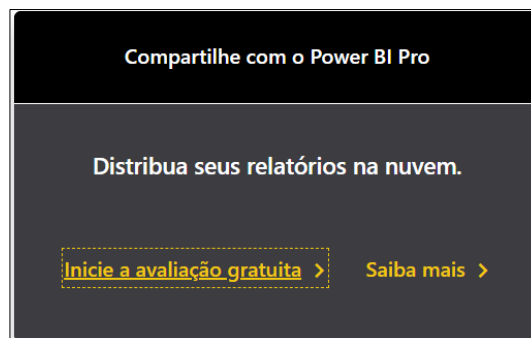 Compartilhe com o Power BI Pro
Distribua seus relatórios na nuvem.
Inicie a avaliação gratuita > Saiba mais >